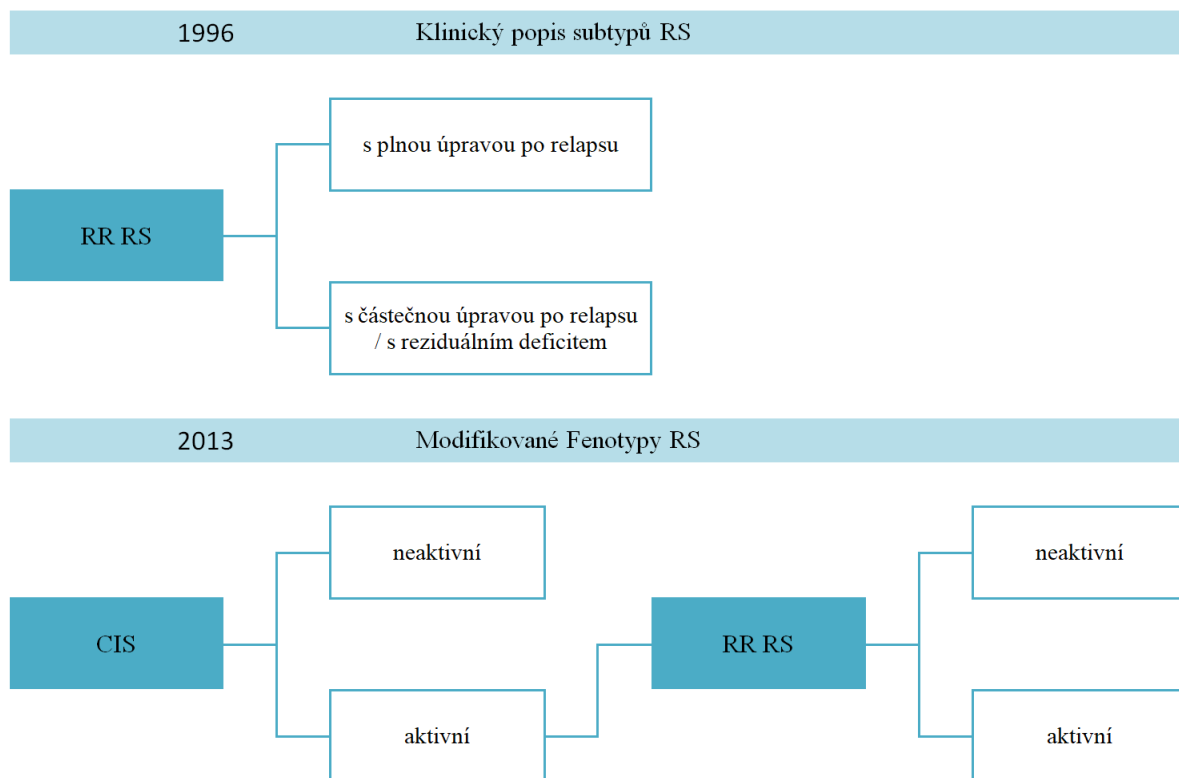 1996 Klinický popis subtypů RS
s plnou úpravou po relapsu
RR RS
s částečnou úpravou po relapsu
/ s reziduálním deficitem
2013 Modifikované Fenotypy RS
neaktivní
neaktivní
CIS
RR RS
aktivní
aktivní